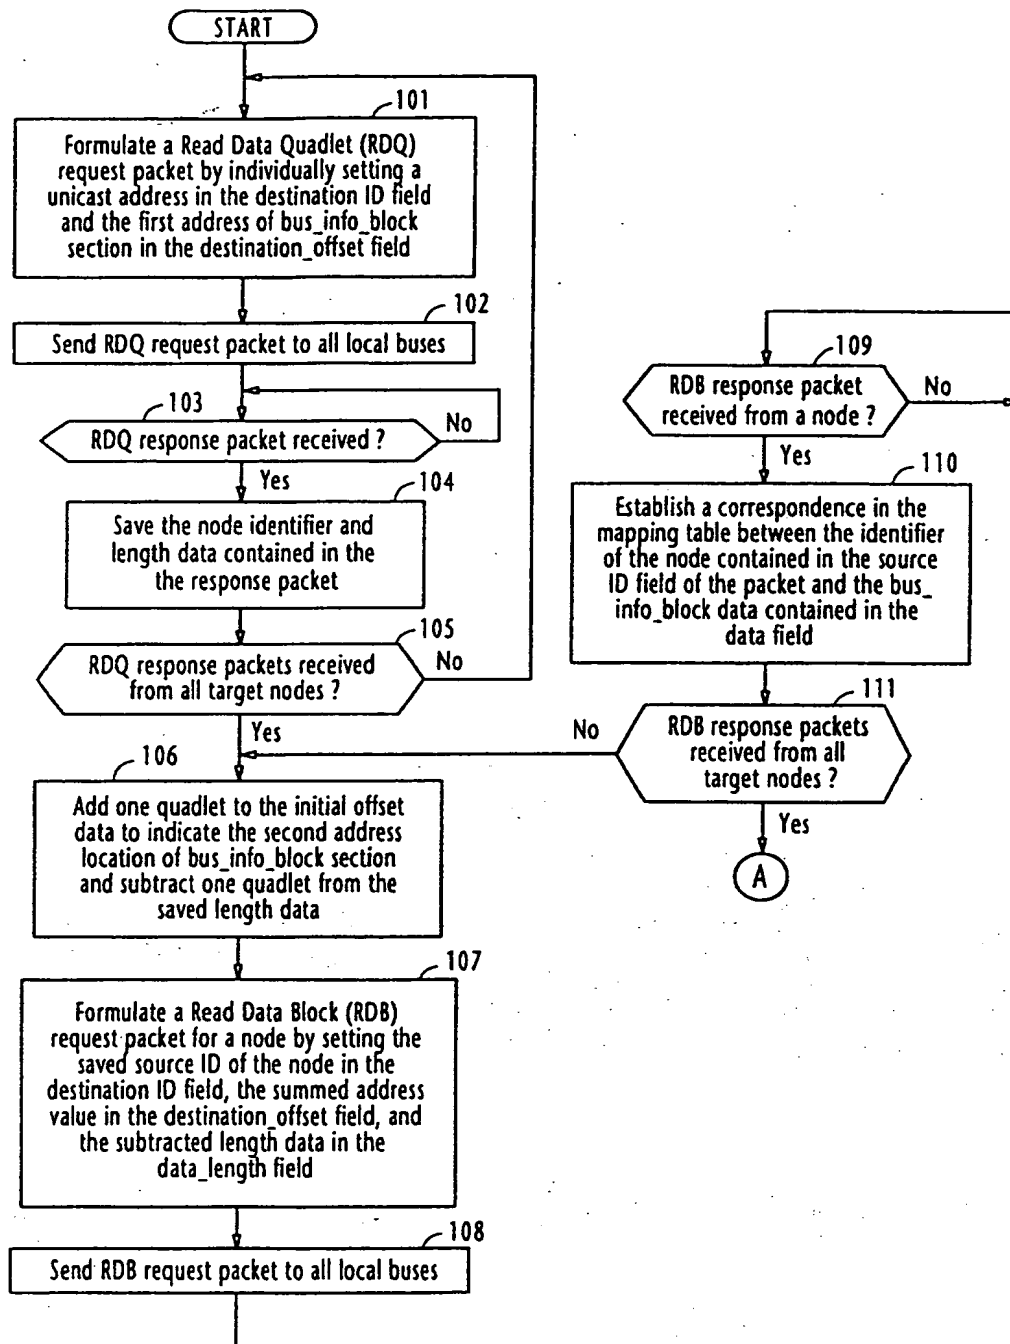 START
101
Formulate a Read Data Quadlet (RDQ)
request packet by individually setting a
unicast address in the destination ID field
and the first address of bus_info_block
section in the destination_offset field
102
Send RDQ request packet to all local buses
103
RDQ response packet received ?
No
Yes
104
Save the node identifier and
length data contained in the
the response packet
105
RDQ response packets received
from all target nodes ?
No
Yes
106
Add one quadlet to the initial offset
data to indicate the second address
location of bus_info_block section
and subtract one quadlet from the
saved length data
107
Formulate a Read Data Block (RDB)
request packet for a node by setting the
saved source ID of the node in the
destination ID field, the summed address
value in the destination_offset field, and
the subtracted length data in the
data_length field
108
Send RDB request packet to all local buses
109
RDB response packet
received from a node ?
No
Yes
110
Establish a correspondence in the
mapping table between the identifier
of the node contained in the source
ID field of the packet and the bus_
info_block data contained in the
data field
111
RDB response packets
received from all
target nodes ?
No
Yes
A